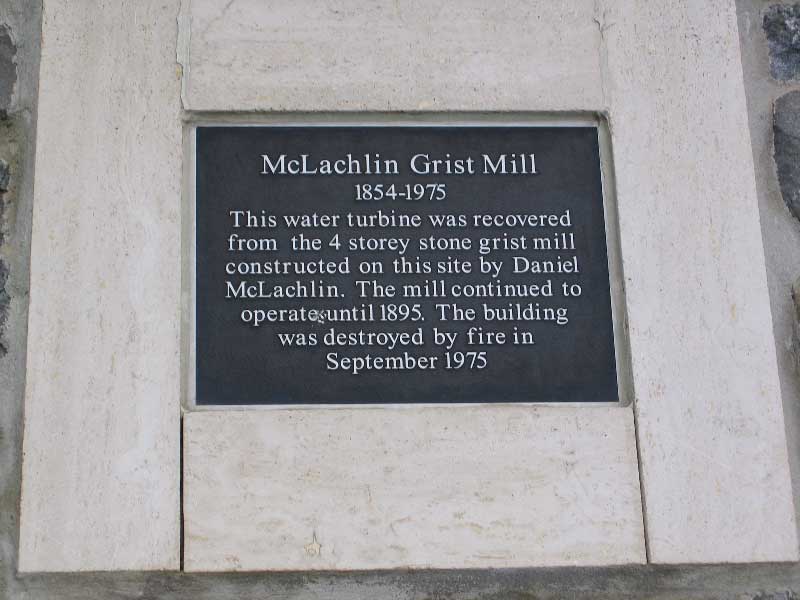 McLachlin Grist Mill
1854-1975
This water turbine was recovered
from the 4 storey stone grist mill
constructed on this site by Daniel
McLachlin. The mill continued to
operate until 1895. The building
was destroyed by fire in
September 1975